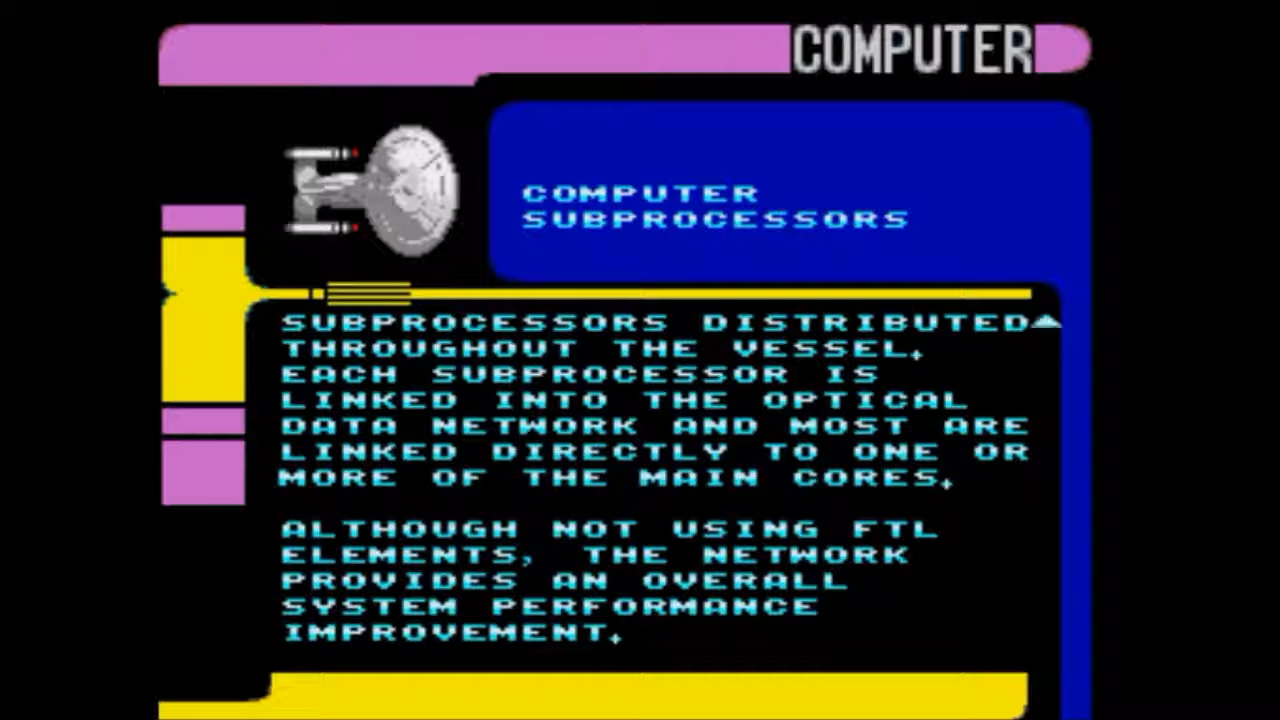 COMPUTER
COMPUTER
SUBPROCESSORS
SUBPROCESSORS DISTRIBUTED
THROUGHOUT THE VESSEL.
EACH SUBPROCESSOR IS
LINKED INTO THE OPTICAL
DATA NETWORK AND MOST ARE
LINKED DIRECTLY TO ONE OR
MORE OF THE MAIN CORES.
ALTHOUGH NOT USING FTL
ELEMENTS, THE NETWORK
PROVIDES AN OVERALL
SYSTEM PERFORMANCE
IMPROVEMENT.